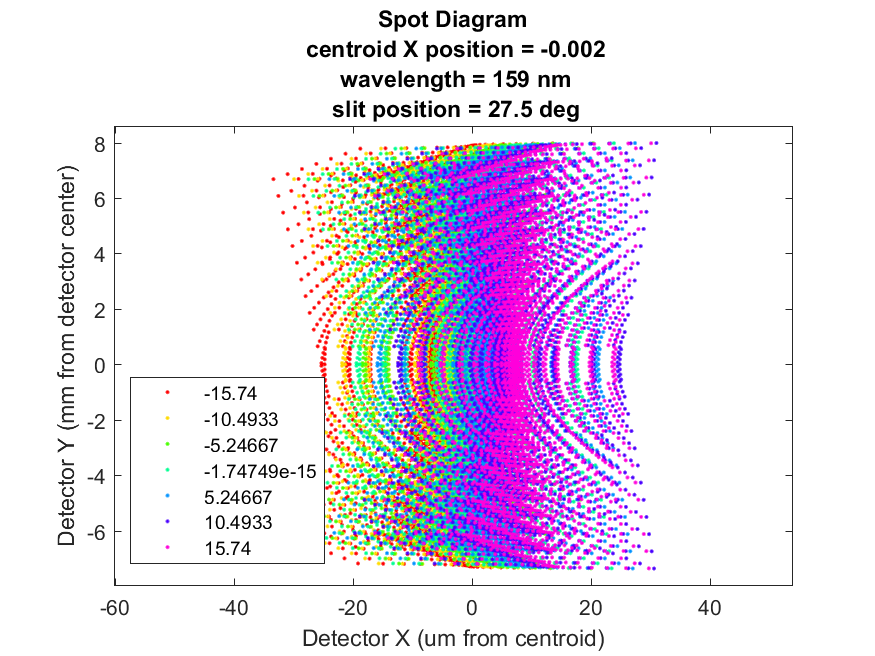 Spot Diagram
centroid X position = -0.002
wavelength = 159 nm
slit position = 27.5 deg
8
6
4
2
0
-2
-4
-6
Detector Y (mm from detector center)
-15.74
-10.4933
-5.24667
-1.74749e-15
5.24667
10.4933
15.74
-60 -40 -20 0 20 40
Detector X (um from centroid)